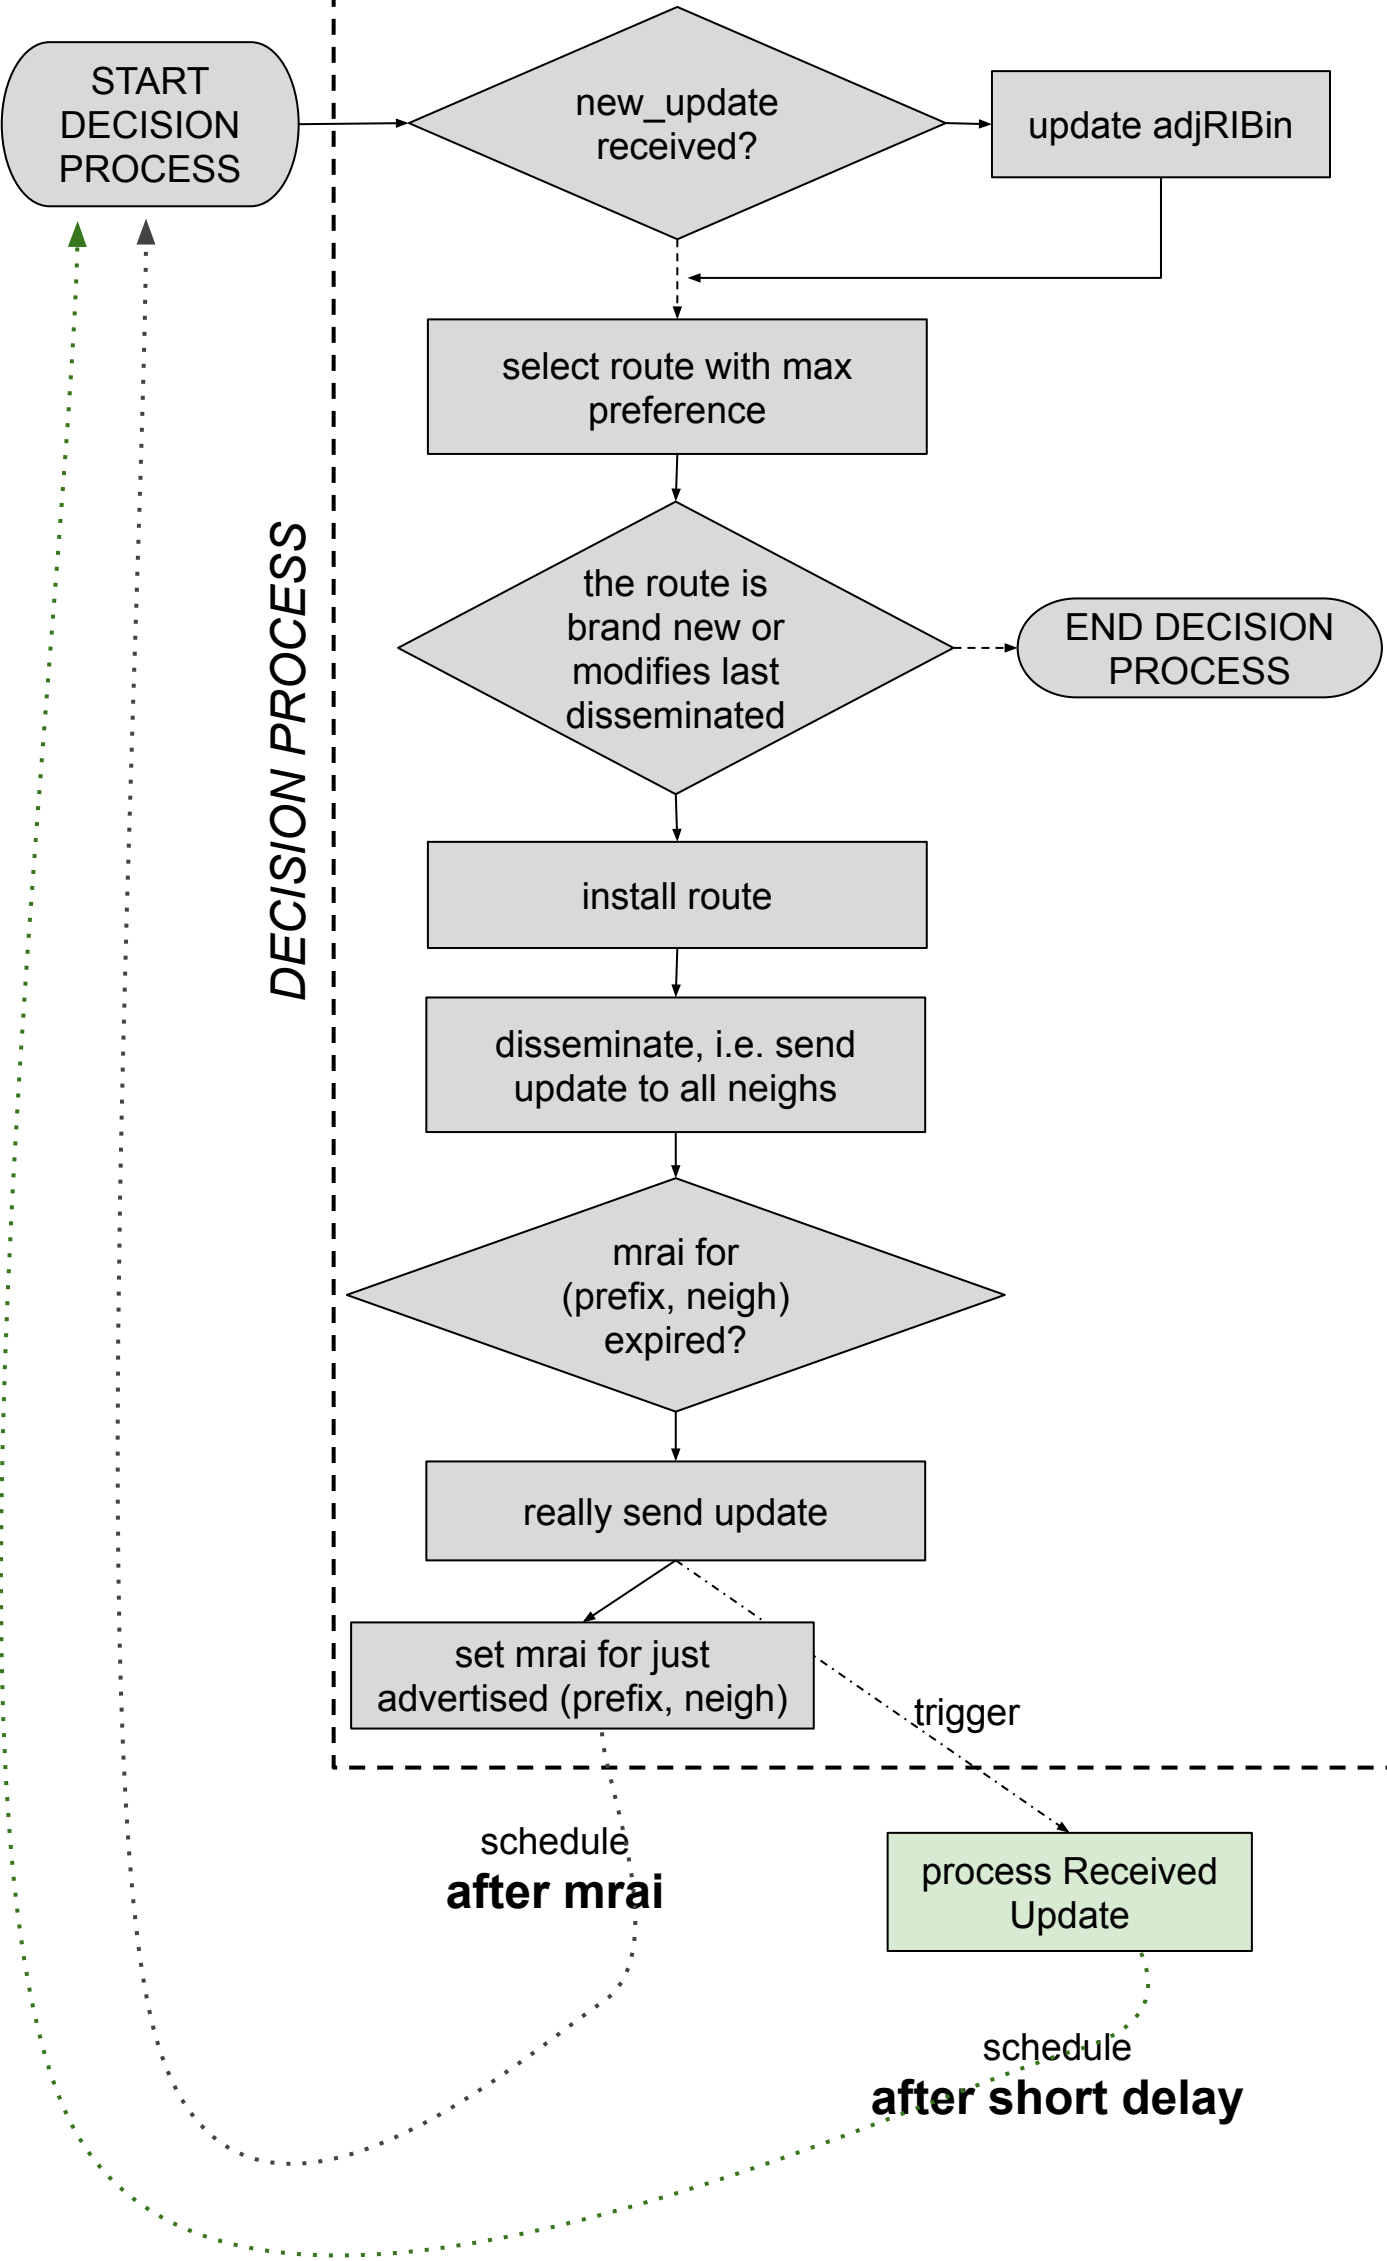 START
DECISION
PROCESS
new_update
received?
update adjRIBin
select route with max
preference
DECISION PROCESS
the route is
brand new or
modifies last
disseminated
END DECISION
PROCESS
install route
disseminate, i.e. send
update to all neighs
mrai for
(prefix, neigh)
expired?
really send update
set mrai for just
advertised (prefix, neigh)
trigger
schedule
after mrai
process Received
Update
schedule
after short delay